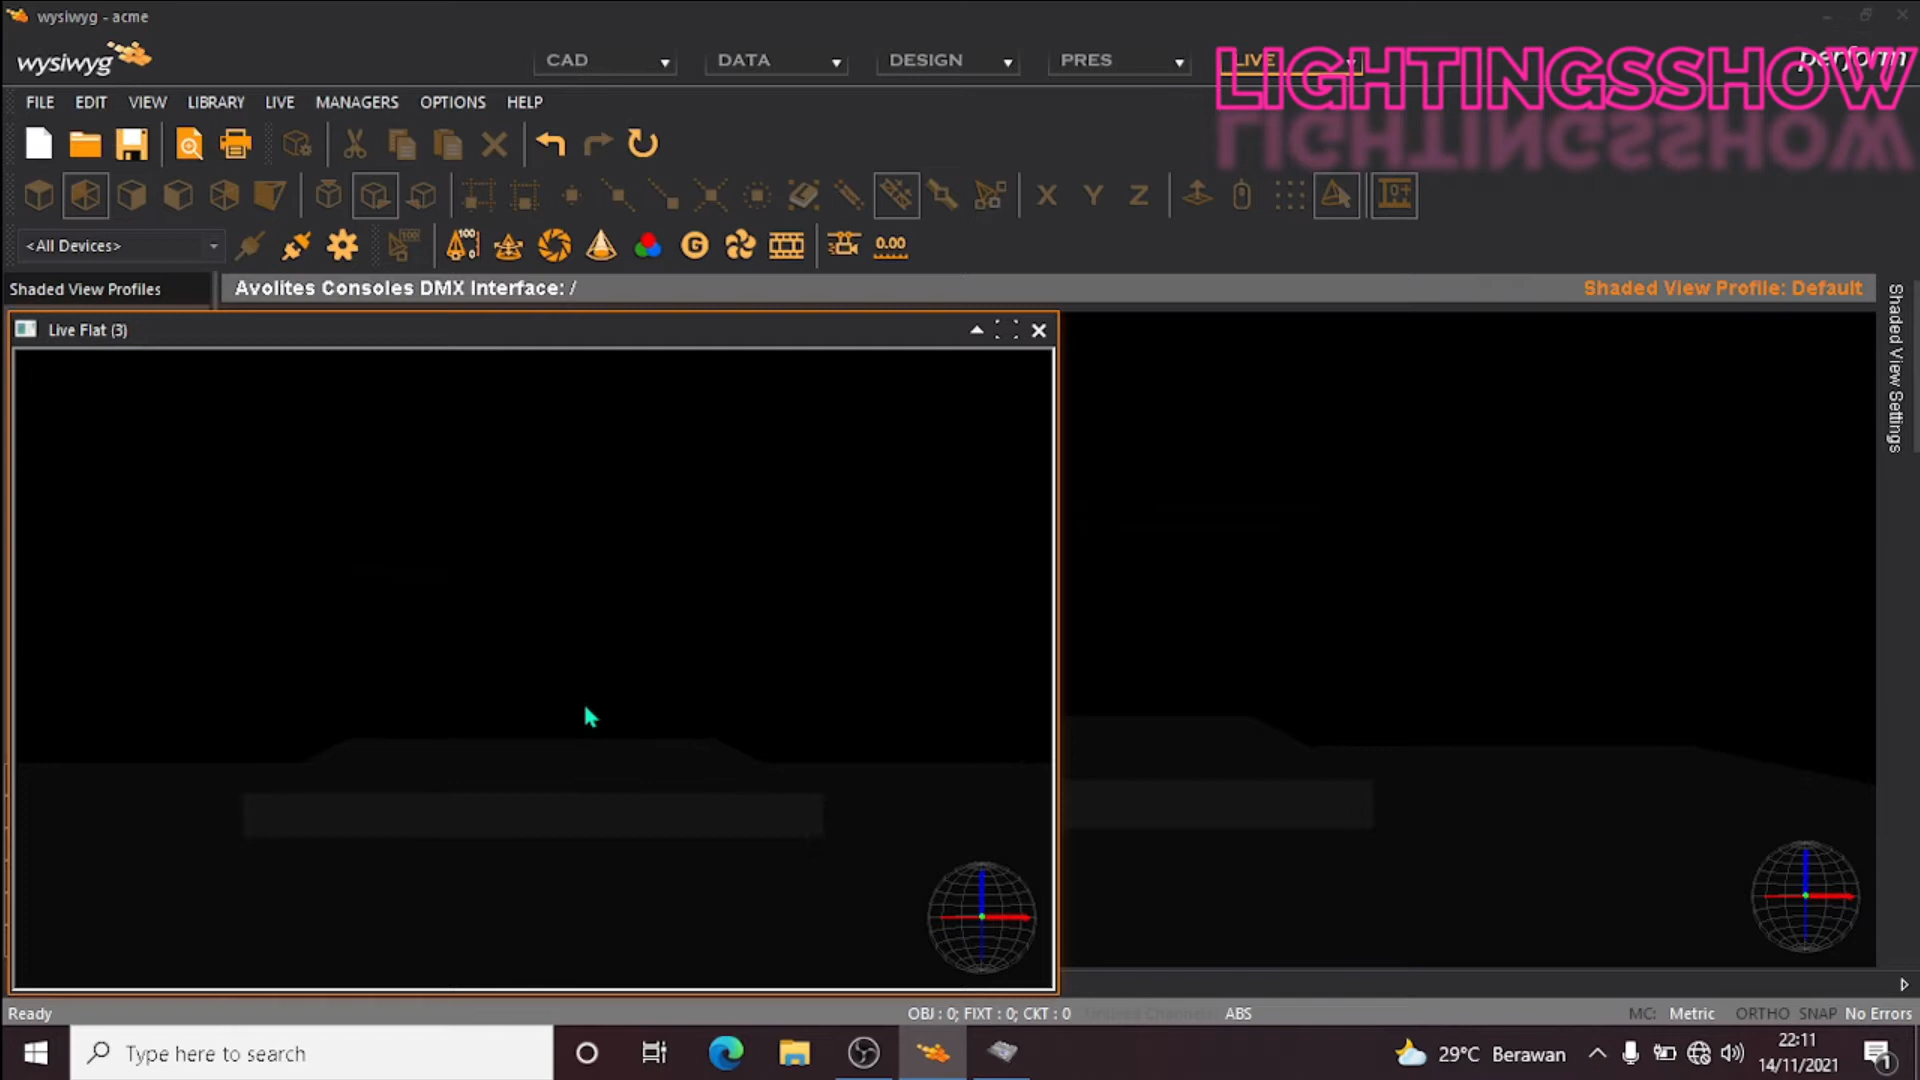 wysiwyg - acme
wysiwyg
CAD
DATA
DESIGN
PRES
LIVE
perform
LIGHTINGSSHOW
FILE
EDIT
VIEW
LIBRARY
LIVE
MANAGERS
OPTIONS
HELP
X
Y
Z
<All Devices>
100
G
0.00
Shaded View Profiles
Avolites Consoles DMX Interface: /
Shaded View Profile: Default
Live Flat (3)
Shaded View Settings
Ready
OBJ : 0; FIXT : 0; CKT : 0
ABS
MC:
Metric
ORTHO
SNAP
No Errors
Type here to search
29°C Berawan
22:11
14/11/2021
1